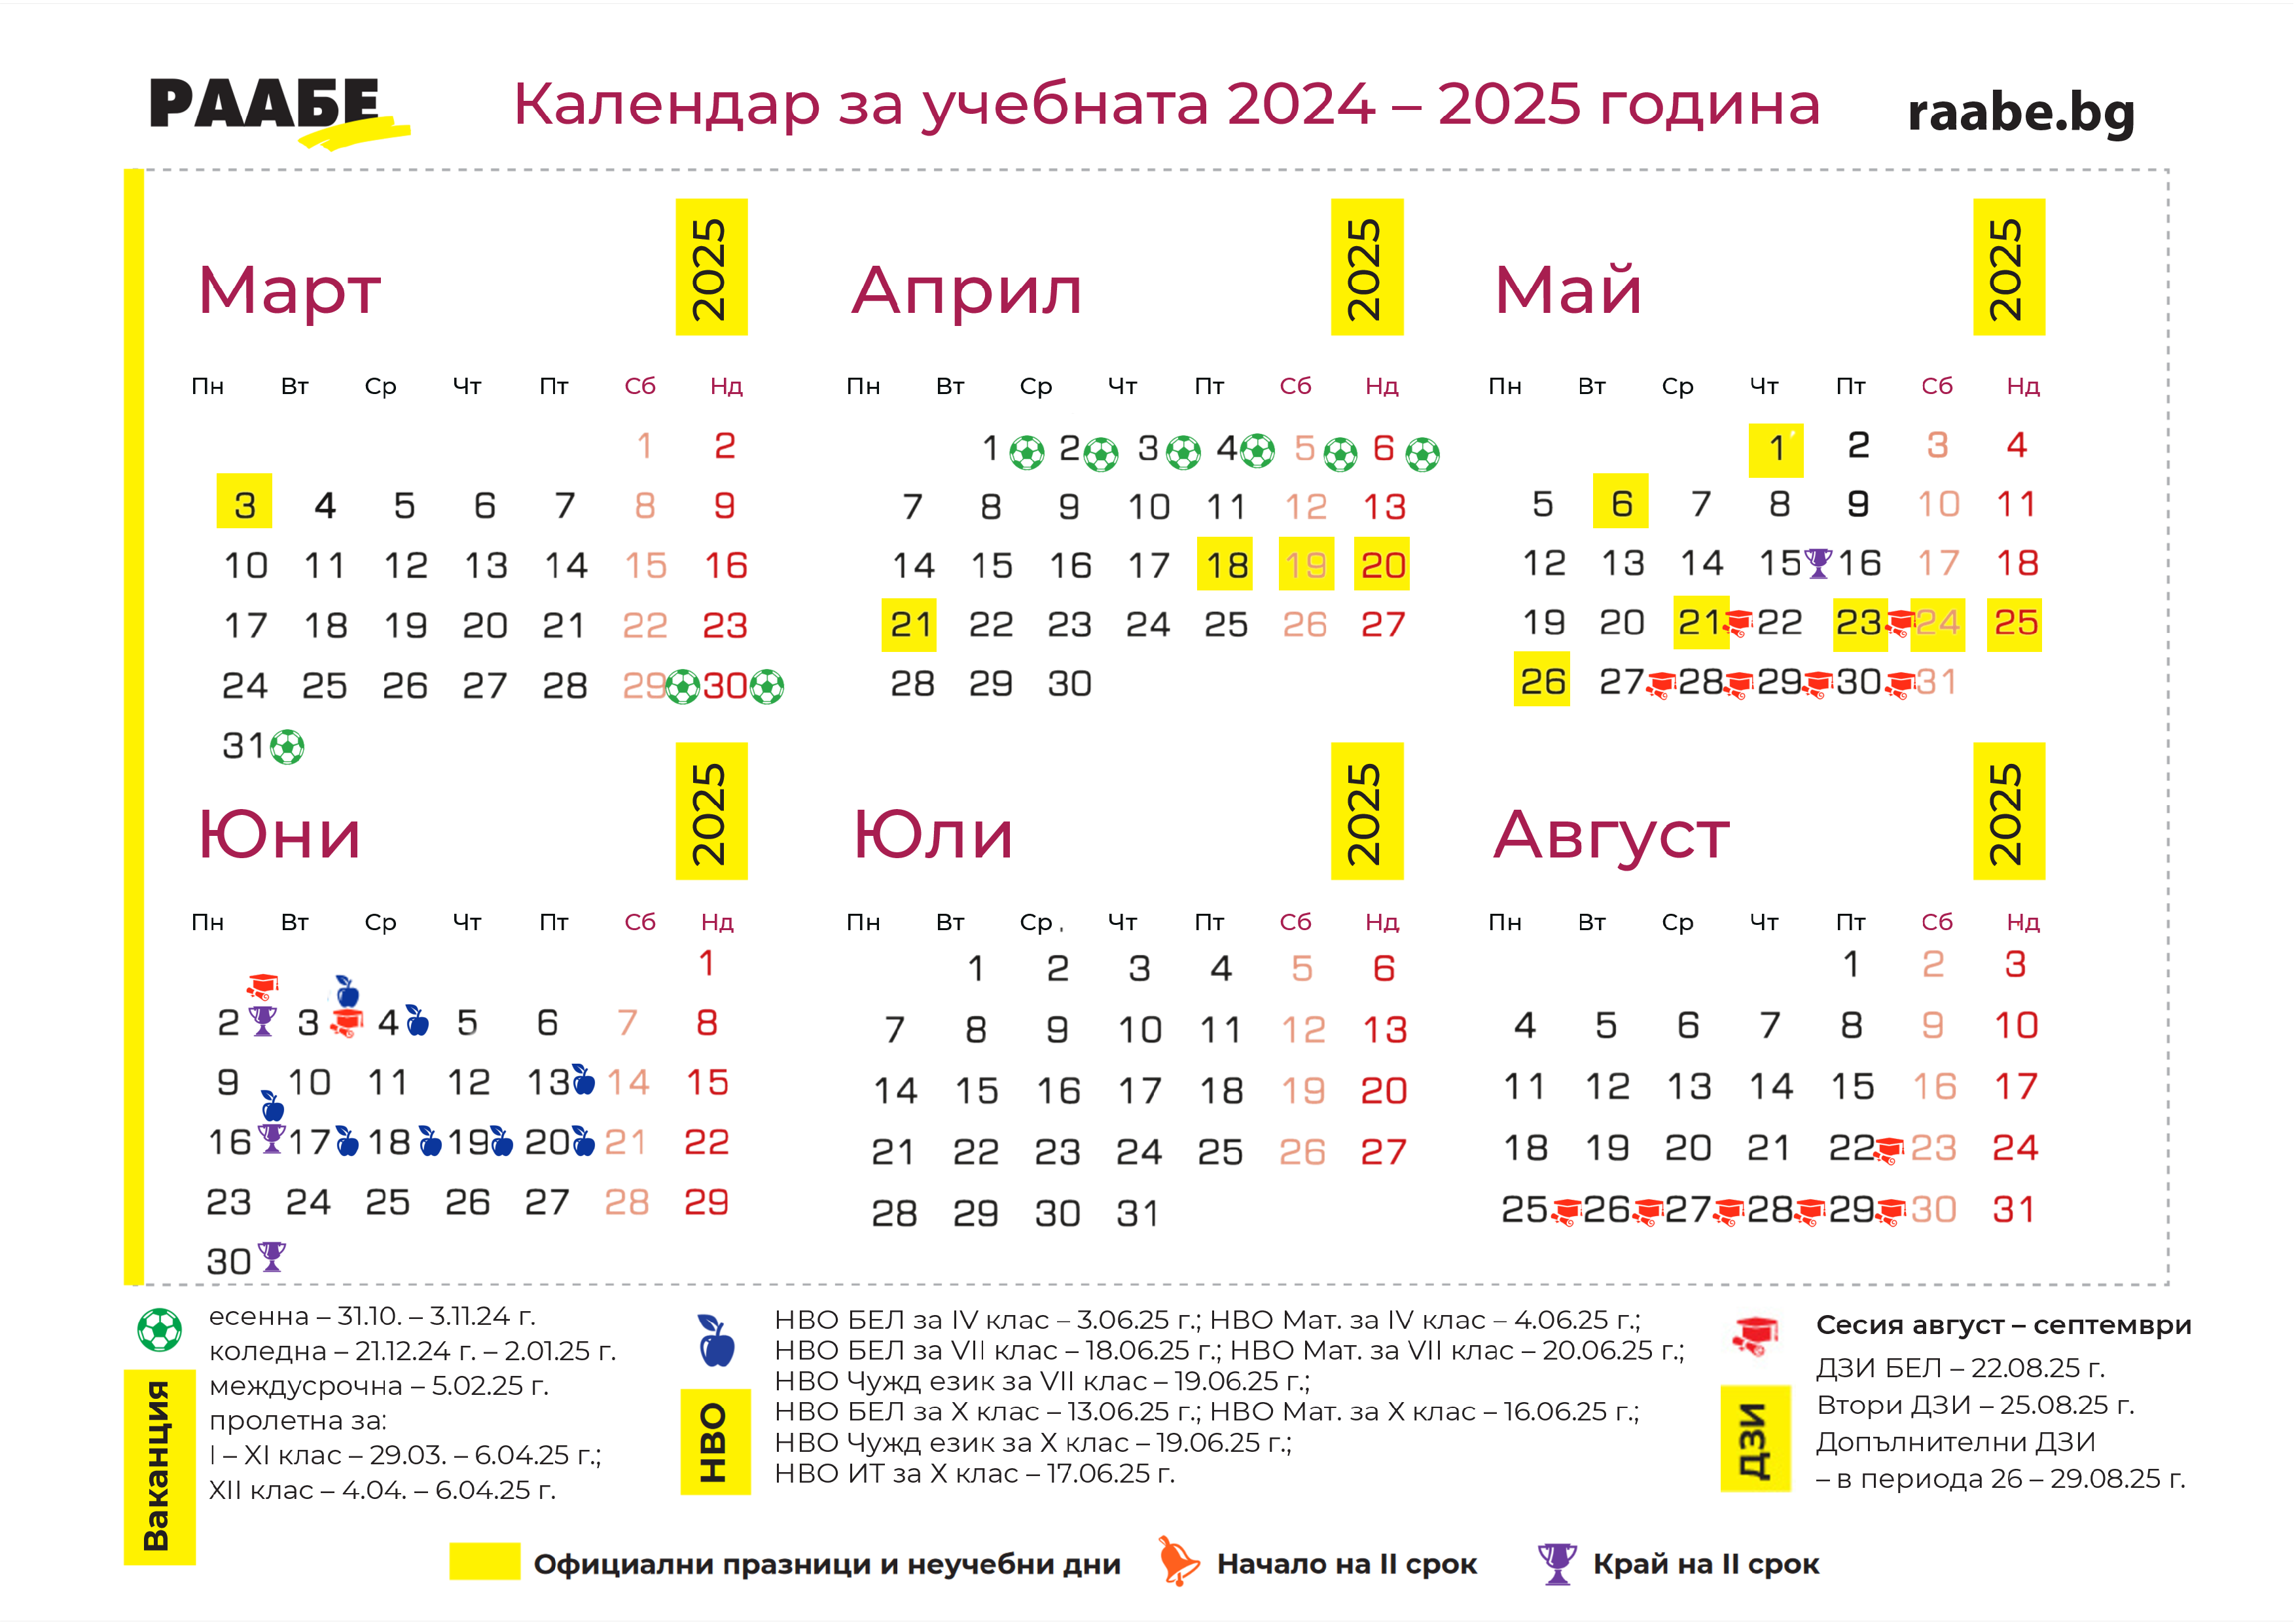 РААБЕ
Календар за учебната 2024 – 2025 година
raabe.bg
Март 2025
Пн Вт Ср Чт Пт Сб Нд
1 2
3 4 5 6 7 8 9
10 11 12 13 14 15 16
17 18 19 20 21 22 23
24 25 26 27 28 29 30
31
Април 2025
Пн Вт Ср Чт Пт Сб Нд
1 2 3 4 5 6
7 8 9 10 11 12 13
14 15 16 17 18 19 20
21 22 23 24 25 26 27
28 29 30
Май 2025
Пн Вт Ср Чт Пт Сб Нд
1 2 3 4
5 6 7 8 9 10 11
12 13 14 15 16 17 18
19 20 21 22 23 24 25
26 27 28 29 30 31
Юни 2025
Пн Вт Ср Чт Пт Сб Нд
1
2 3 4 5 6 7 8
9 10 11 12 13 14 15
16 17 18 19 20 21 22
23 24 25 26 27 28 29
30
Юли 2025
Пн Вт Ср Чт Пт Сб Нд
1 2 3 4 5 6
7 8 9 10 11 12 13
14 15 16 17 18 19 20
21 22 23 24 25 26 27
28 29 30 31
Август 2025
Пн Вт Ср Чт Пт Сб Нд
1 2 3
4 5 6 7 8 9 10
11 12 13 14 15 16 17
18 19 20 21 22 23 24
25 26 27 28 29 30 31
Ваканция
есенна – 31.10. – 3.11.24 г.
коледна – 21.12.24 г. – 2.01.25 г.
междусрочна – 5.02.25 г.
пролетна за:
I – XI клас – 29.03. – 6.04.25 г.;
XII клас – 4.04. – 6.04.25 г.
НВО
НВО БЕЛ за IV клас – 3.06.25 г.; НВО Мат. за IV клас – 4.06.25 г.;
НВО БЕЛ за VII клас – 18.06.25 г.; НВО Мат. за VII клас – 20.06.25 г.;
НВО Чужд език за VII клас – 19.06.25 г.;
НВО БЕЛ за X клас – 13.06.25 г.; НВО Мат. за X клас – 16.06.25 г.;
НВО Чужд език за X клас – 19.06.25 г.;
НВО ИТ за X клас – 17.06.25 г.
ДЗИ
Сесия август – септември
ДЗИ БЕЛ – 22.08.25 г.
Втори ДЗИ – 25.08.25 г.
Допълнителни ДЗИ
– в периода 26 – 29.08.25 г.
Официални празници и неучебни дни
Начало на II срок
Край на II срок